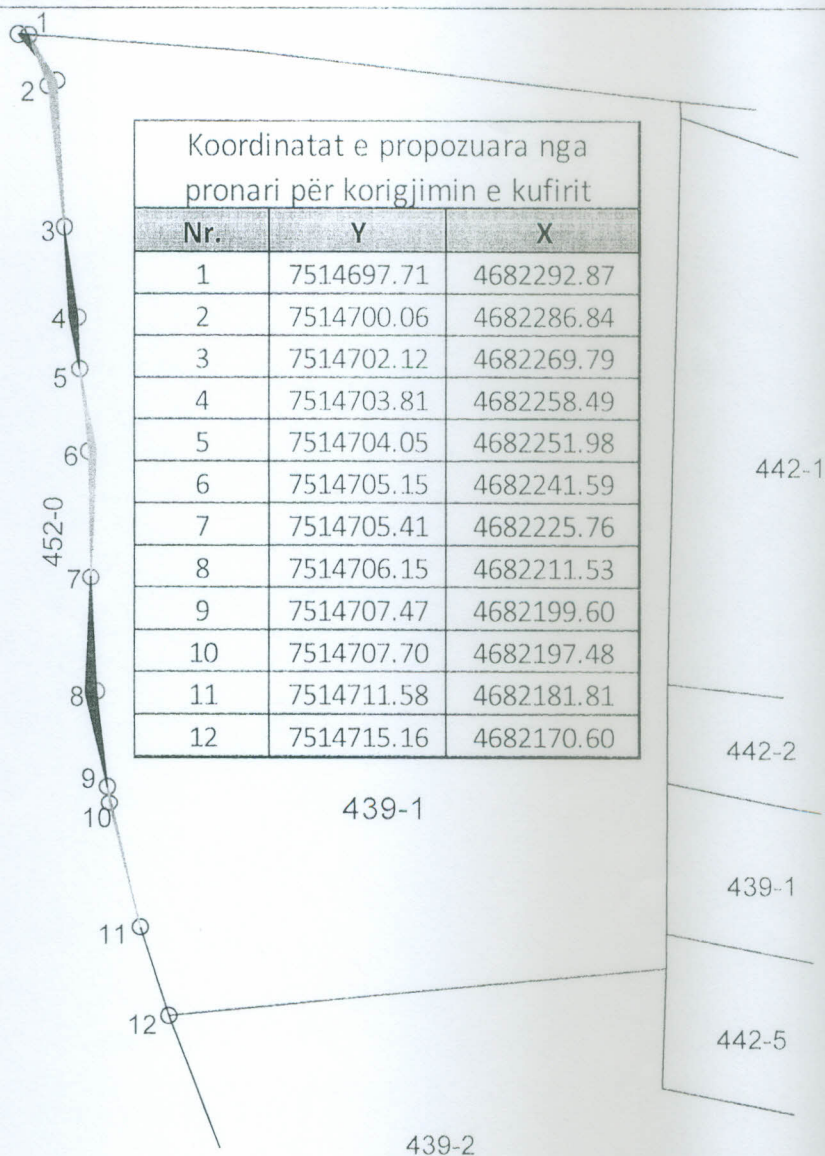 1
2
Koordinatat e propozuara nga
pronari për korigjimin e kufirit
Nr. Y X
1 7514697.71 4682292.87
2 7514700.06 4682286.84
3 7514702.12 4682269.79
4 7514703.81 4682258.49
5 7514704.05 4682251.98
6 7514705.15 4682241.59
7 7514705.41 4682225.76
8 7514706.15 4682211.53
9 7514707.47 4682199.60
10 7514707.70 4682197.48
11 7514711.58 4682181.81
12 7514715.16 4682170.60
3
4
5
6
452-0
7
8
9
10
11
12
439-1
442-1
442-2
439-1
442-5
439-2